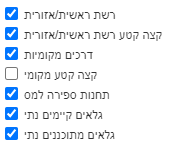 רשת ראשית/אזורית
קצה קטע רשת ראשית/אזורית
דרכים מקומיות
קצה קטע מקומי
תחנות ספירה למס
גלאים קיימים נתי
גלאים מתוכננים נתי